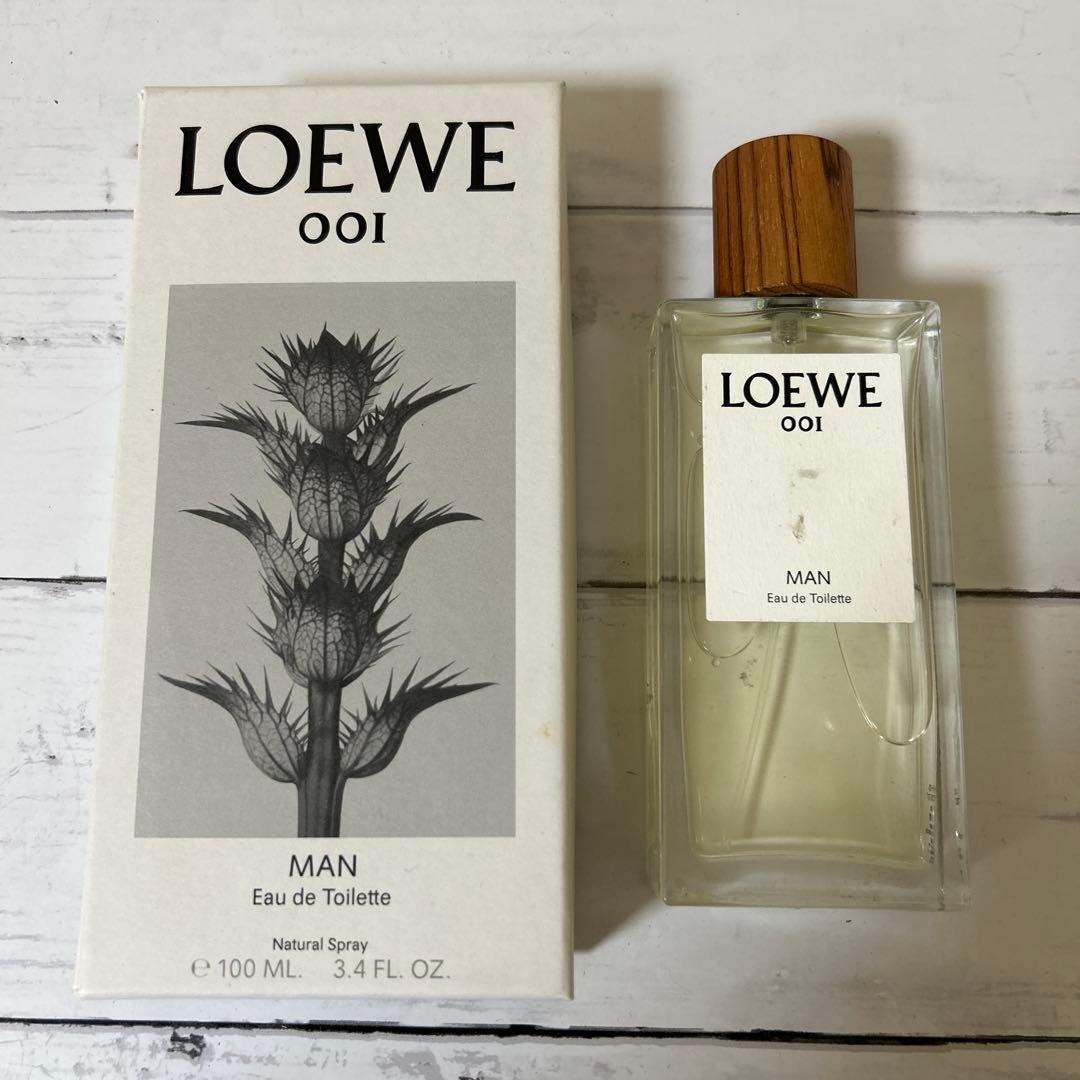 LOEWE
001
MAN
Eau de Toilette
Natural Spray
℮ 100 ML. 3.4 FL. OZ.
LOEWE
001
MAN
Eau de Toilette